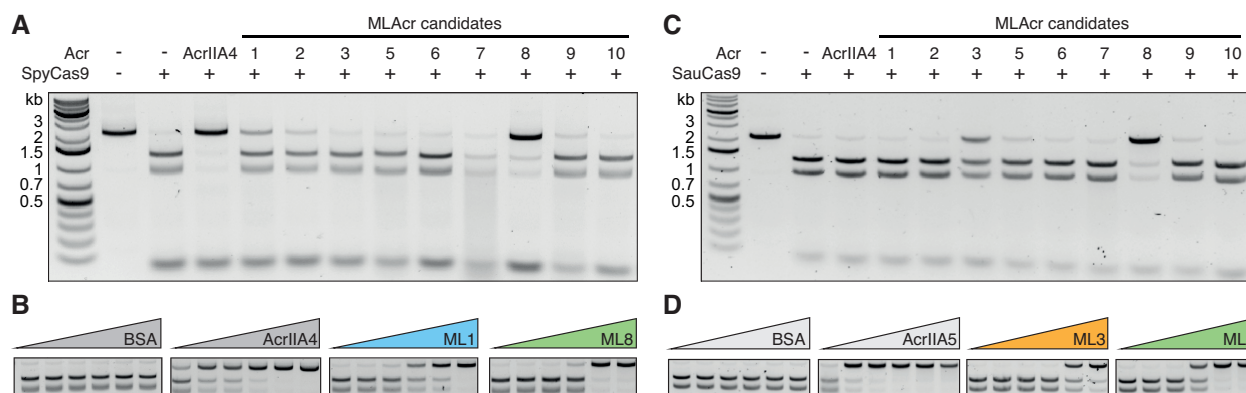 A
MLAcr candidates
Acr - - AcrIIA4 1 2 3 5 6 7 8 9 10
SpyCas9 - + + + + + + + + + + +
kb
3
2
1.5
1
0.7
0.5
B
BSA AcrIIA4 ML1 ML8
C
MLAcr candidates
Acr - - AcrIIA4 1 2 3 5 6 7 8 9 10
SauCas9 - + + + + + + + + + + +
kb
3
2
1.5
1
0.7
0.5
D
BSA AcrIIA5 ML3 ML